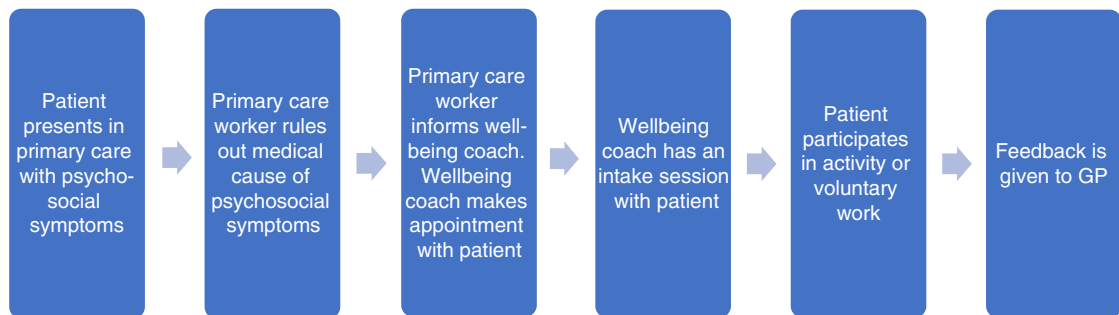 Patient
presents in
primary care
with psycho-
social
symptoms
Primary care
worker rules
out medical
cause of
psychosocial
symptoms
Primary care
worker
informs well-
being coach.
Wellbeing
coach makes
appointment
with patient
Wellbeing
coach has an
intake session
with patient
Patient
participates
in activity or
voluntary
work
Feedback is
given to GP